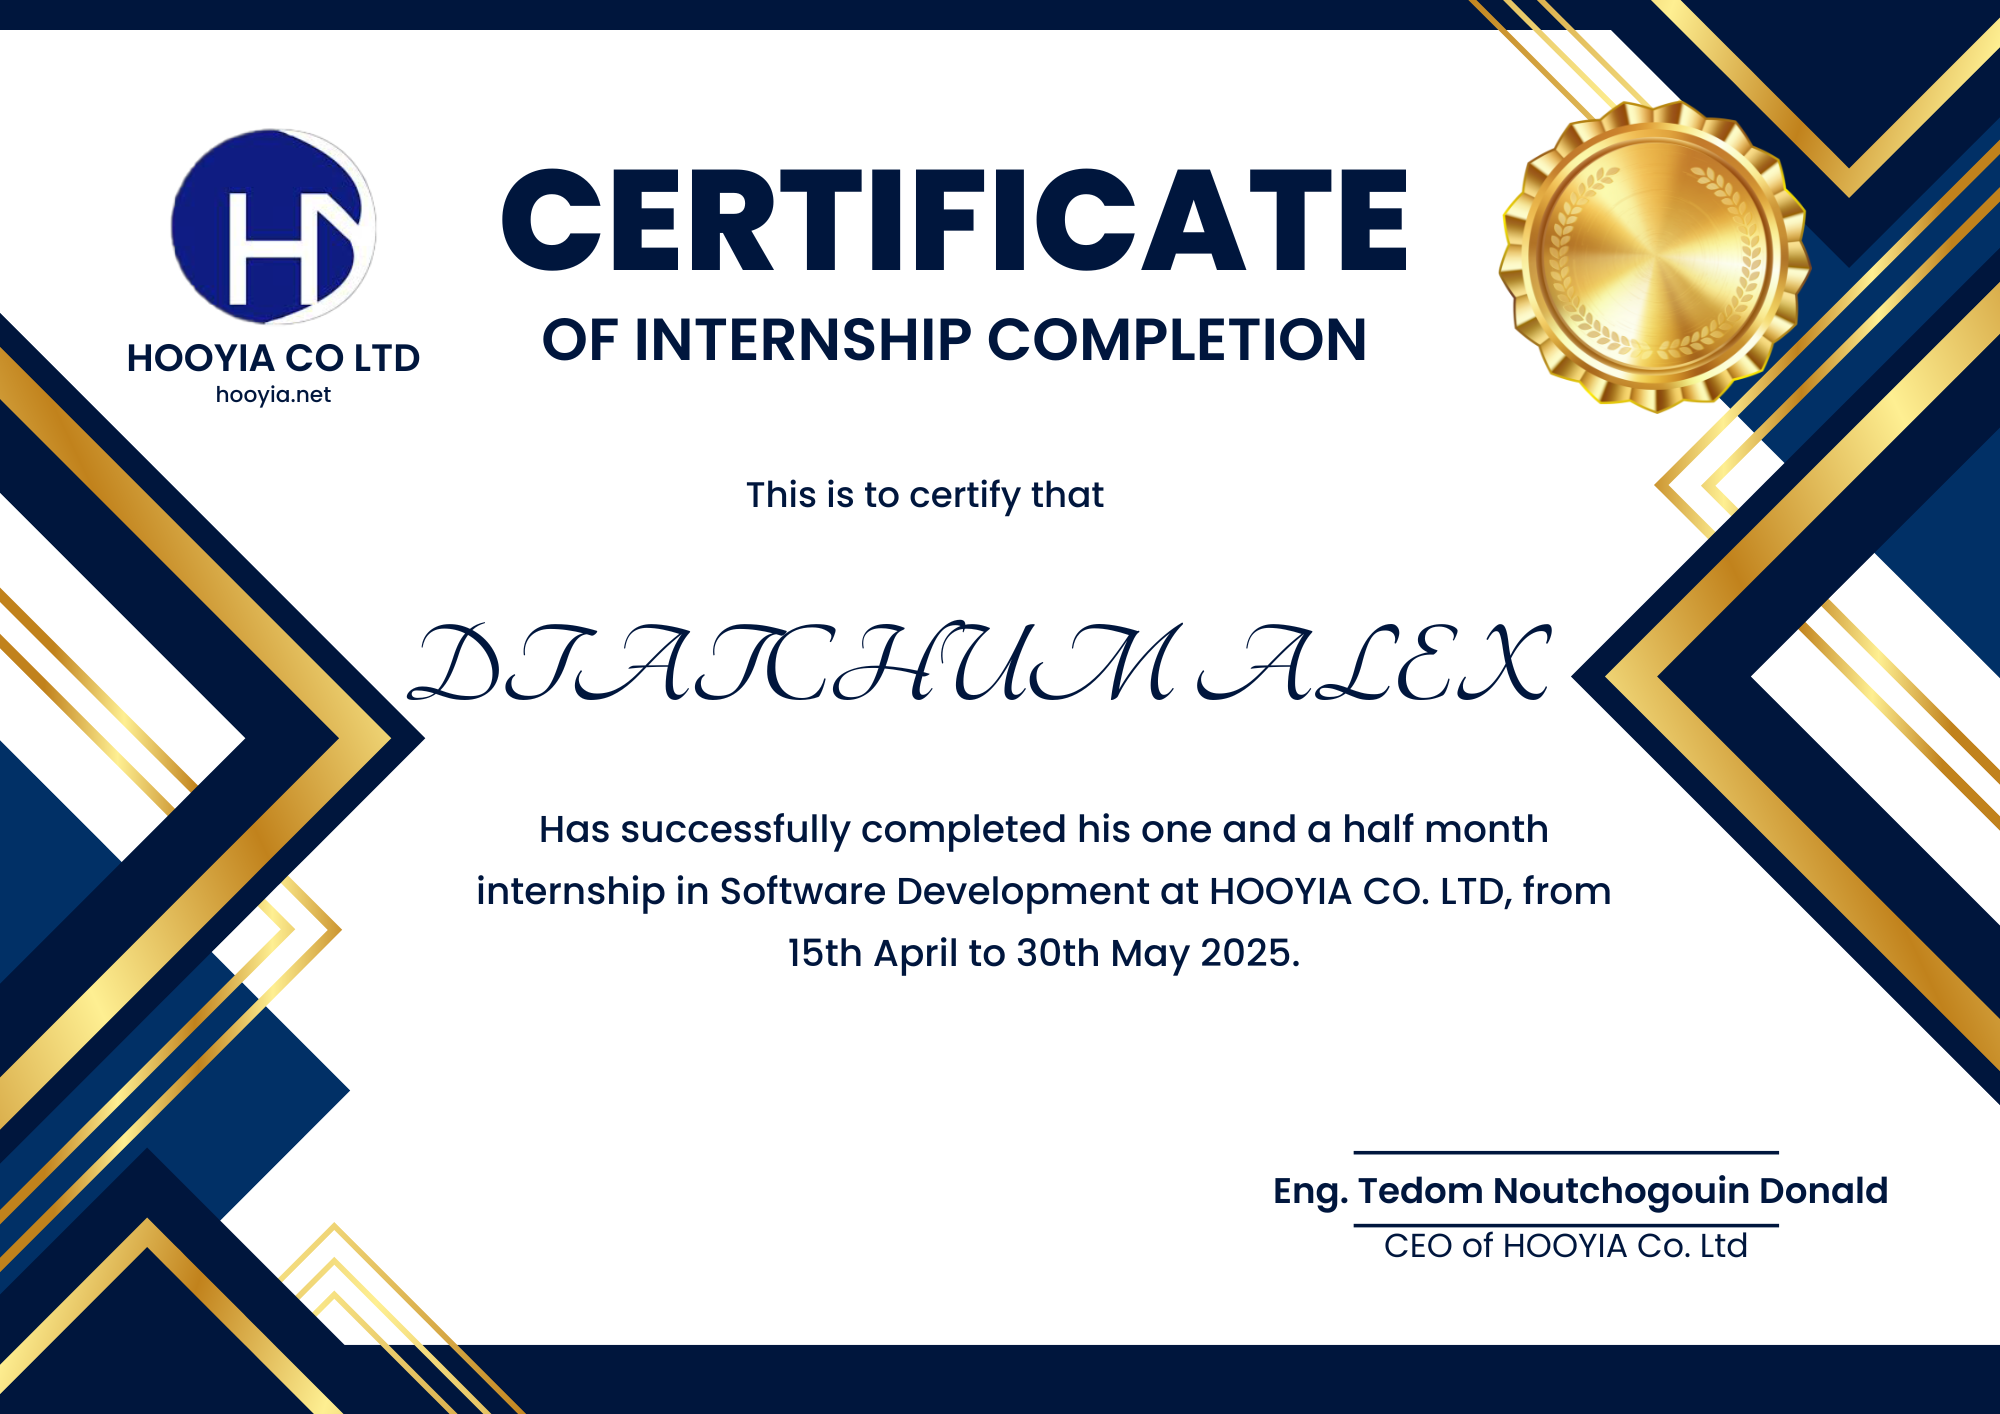 CERTIFICATE
OF INTERNSHIP COMPLETION
HOOYIA CO LTD
hooyia.net
This is to certify that
DTATCHUM ALEX
Has successfully completed his one and a half month
internship in Software Development at HOOYIA CO. LTD, from
15th April to 30th May 2025.
Eng. Tedom Noutchogouin Donald
CEO of HOOYIA Co. Ltd